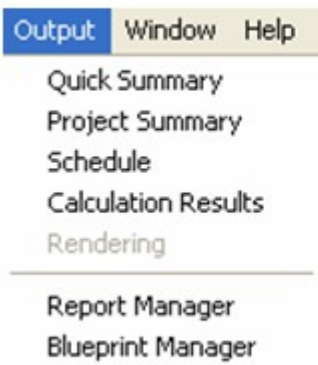 Output Window Help
Quick Summary
Project Summary
Schedule
Calculation Results
Rendering
Report Manager
Blueprint Manager